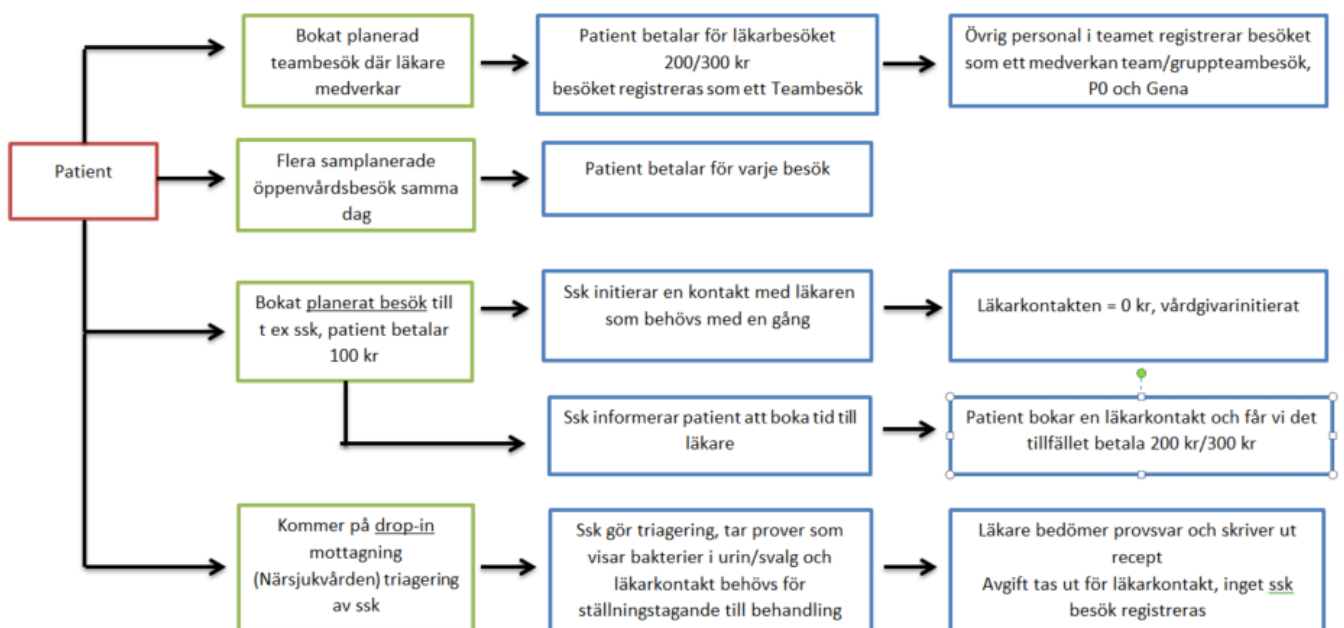 Patient
Bokat planerad
teambesök där läkare
medverkar
Patient betalar för läkarbesöket
200/300 kr
besöket registreras som ett Teambesök
Övrig personal i teamet registrerar besöket
som ett medverkan team/gruppteambesök,
P0 och Gena
Flera samplanerade
öppenvårdsbesök samma
dag
Patient betalar för varje besök
Bokat planerat besök till
t ex ssk, patient betalar
100 kr
Ssk initierar en kontakt med läkaren
som behövs med en gång
Läkarkontakten = 0 kr, vårdgivarinitierat
Ssk informerar patient att boka tid till
läkare
Patient bokar en läkarkontakt och får vi det
tillfället betala 200 kr/300 kr
Kommer på drop-in
mottagning
(Närsjukvården) triagering
av ssk
Ssk gör triagering, tar prover som
visar bakterier i urin/svalg och
läkarkontakt behövs för
ställningstagande till behandling
Läkare bedömer provsvar och skriver ut
recept
Avgift tas ut för läkarkontakt, inget ssk
besök registreras